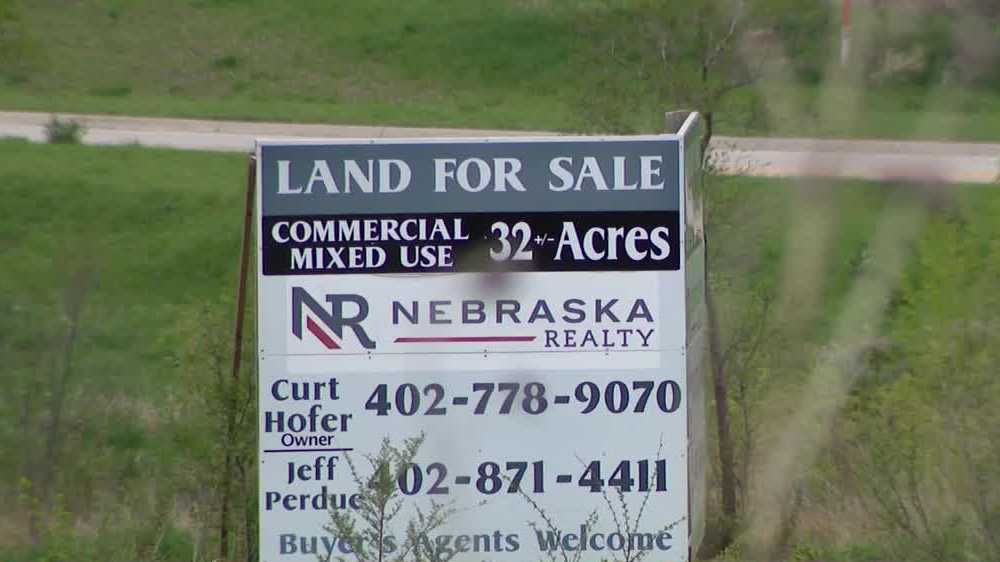 LAND FOR SALE
COMMERCIAL
MIXED USE
32+/- Acres
NR NEBRASKA
REALTY
Curt
Hofer
Owner
402-778-9070
Jeff
Perdue
402-871-4411
Buyer's Agents Welcome